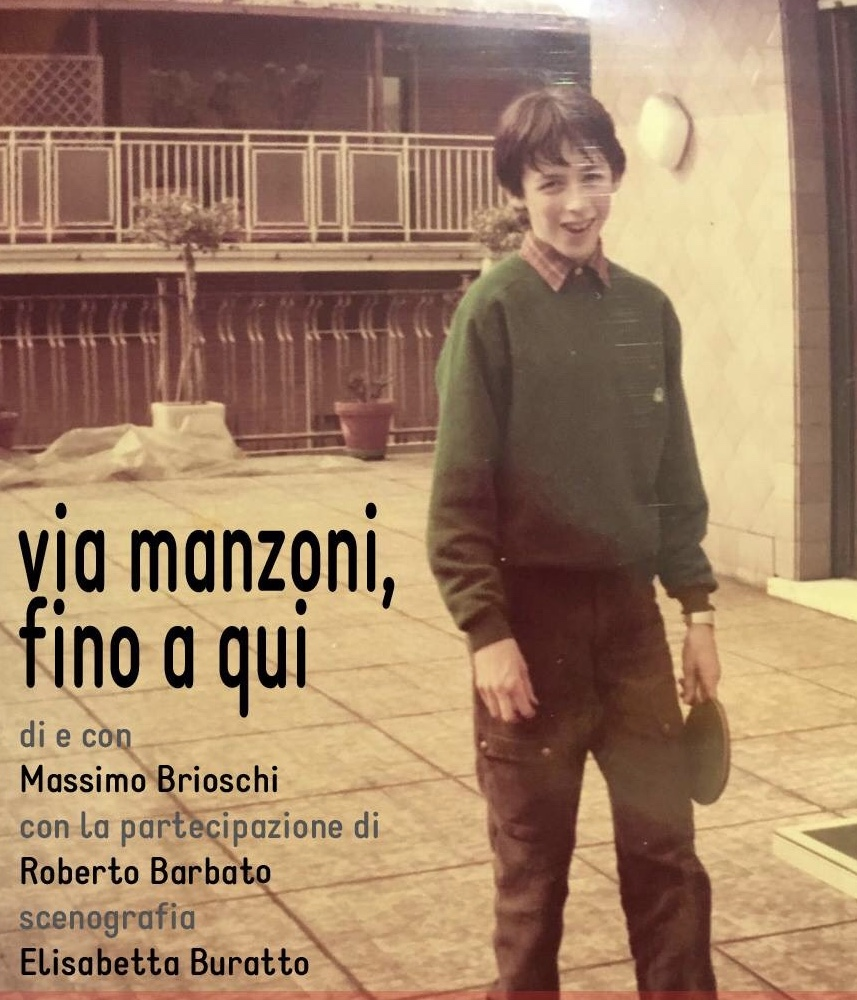 via manzoni,
fino a qui
di e con
Massimo Brioschi
con la partecipazione di
Roberto Barbato
scenografia
Elisabetta Buratto